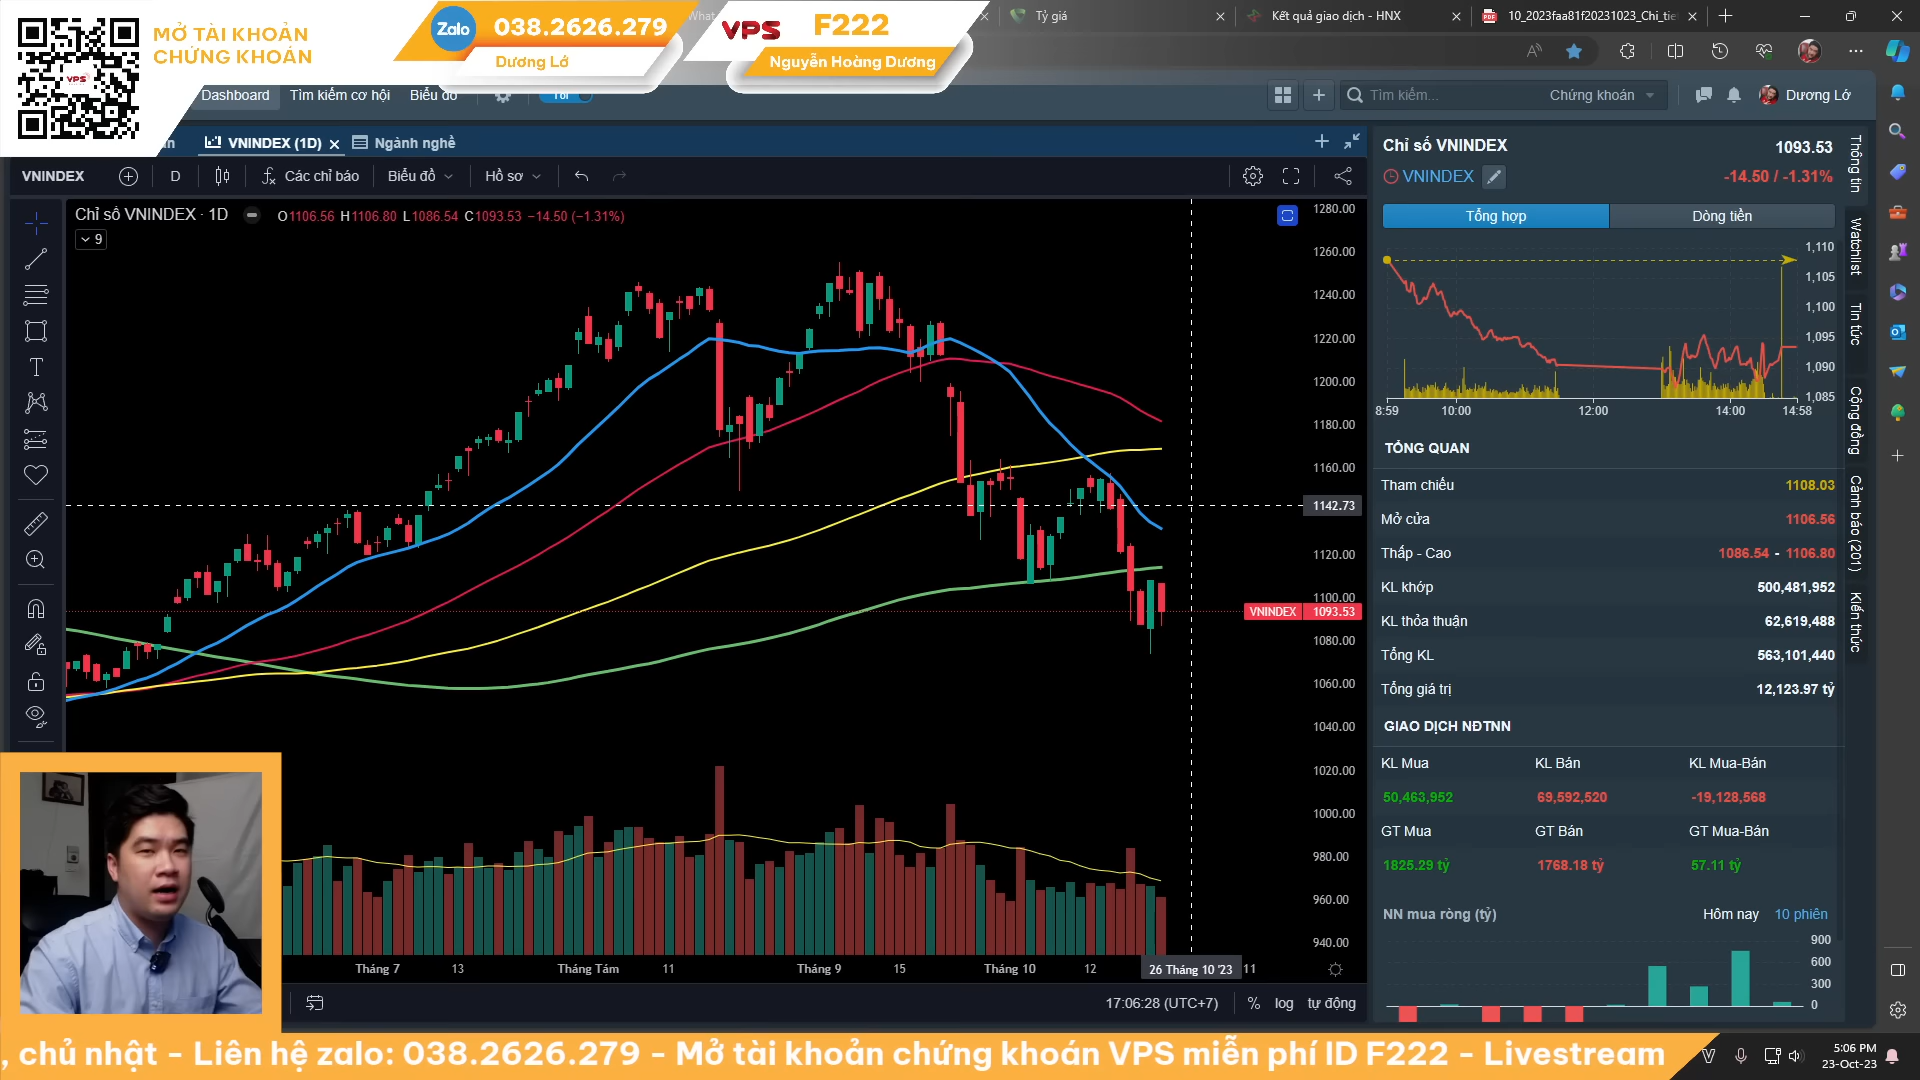 MỞ TÀI KHOẢN
CHỨNG KHOÁN
VPS
Zalo
038.2626.279
Dương Lớ
VPS
F222
Nguyễn Hoàng Dương
What
Tỷ giá
Kết quả giao dịch - HNX
10_2023faa81f20231023_Chi_tie
Dashboard
Tìm kiếm cơ hội
Biểu đồ
Tối
Tìm kiếm...
Chứng khoán
Dương Lớ
VNINDEX (1D)
Ngành nghề
VNINDEX
D
Các chỉ báo
Biểu đồ
Hồ sơ
Chỉ số VNINDEX · 1D
O1106.56 H1106.80 L1086.54 C1093.53 −14.50 (−1.31%)
9
1280.00
1260.00
1240.00
1220.00
1200.00
1180.00
1160.00
1142.73
1120.00
1100.00
VNINDEX 1093.53
1080.00
1060.00
1040.00
1020.00
1000.00
980.00
960.00
940.00
Tháng 7
13
Tháng Tám
11
Tháng 9
15
Tháng 10
12
26 Tháng 10 '23
11
17:06:28 (UTC+7)
%
log
tự động
Chỉ số VNINDEX
1093.53
VNINDEX
-14.50 / -1.31%
Tổng hợp
Dòng tiền
1,110
1,105
1,100
1,095
1,090
1,085
8:59
10:00
12:00
14:00
14:58
TỔNG QUAN
Tham chiếu 1108.03
Mở cửa 1106.56
Thấp - Cao 1086.54 - 1106.80
KL khớp 500,481,952
KL thỏa thuận 62,619,488
Tổng KL 563,101,440
Tổng giá trị 12,123.97 tỷ
GIAO DỊCH NĐTNN
KL Mua KL Bán KL Mua-Bán
50,463,952 69,592,520 -19,128,568
GT Mua GT Bán GT Mua-Bán
1825.29 tỷ 1768.18 tỷ 57.11 tỷ
NN mua ròng (tỷ)
Hôm nay
10 phiên
900
600
300
0
Thông tin
Watchlist
Tin tức
Cộng đồng
Cảnh báo (201)
Kiến thức
, chủ nhật - Liên hệ zalo: 038.2626.279 - Mở tài khoản chứng khoán VPS miễn phí ID F222 - Livestream
5:06 PM
23-Oct-23